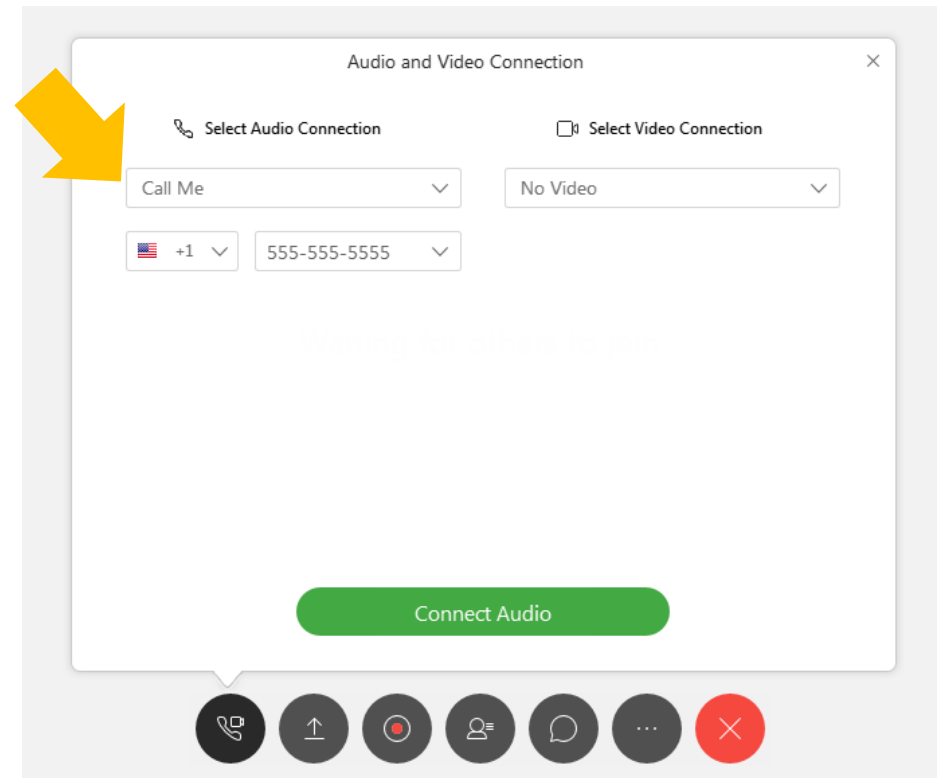 Audio and Video Connection
Select Audio Connection
Select Video Connection
Call Me
No Video
+1
555-555-5555
Connect Audio